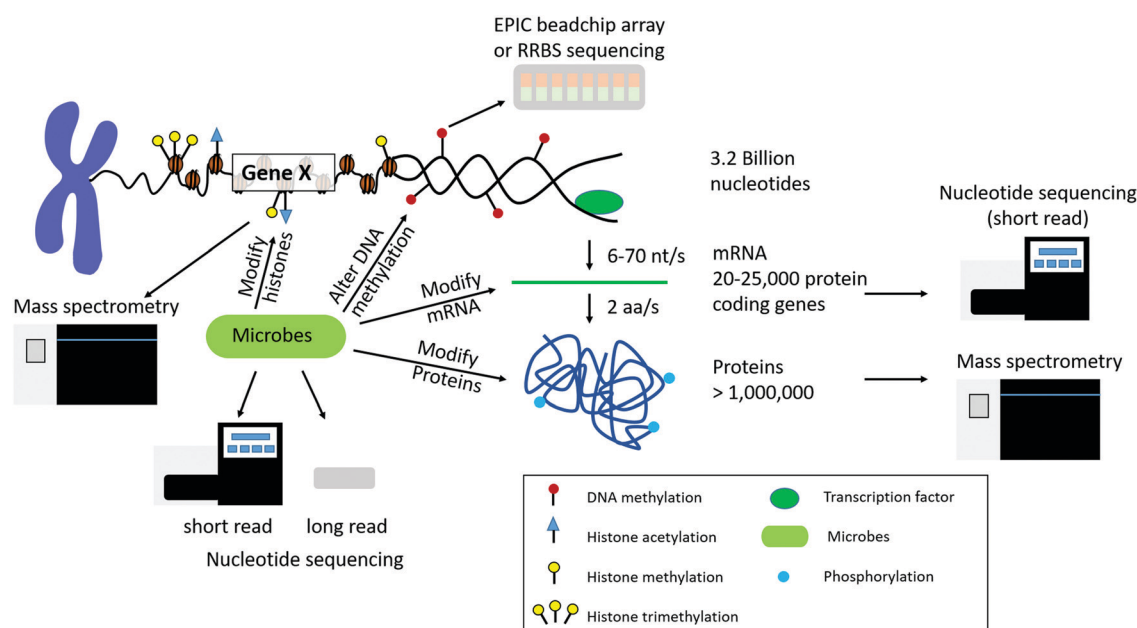 EPIC beadchip array
or RRBS sequencing
Gene X
3.2 Billion
nucleotides
Nucleotide sequencing
(short read)
Modify
histones
Alter DNA
methylation
6-70 nt/s
mRNA
20-25,000 protein
coding genes
Modify
mRNA
2 aa/s
Mass spectrometry
Microbes
Modify
Proteins
Proteins
> 1,000,000
Mass spectrometry
short read
long read
Nucleotide sequencing
DNA methylation
Transcription factor
Histone acetylation
Microbes
Histone methylation
Phosphorylation
Histone trimethylation